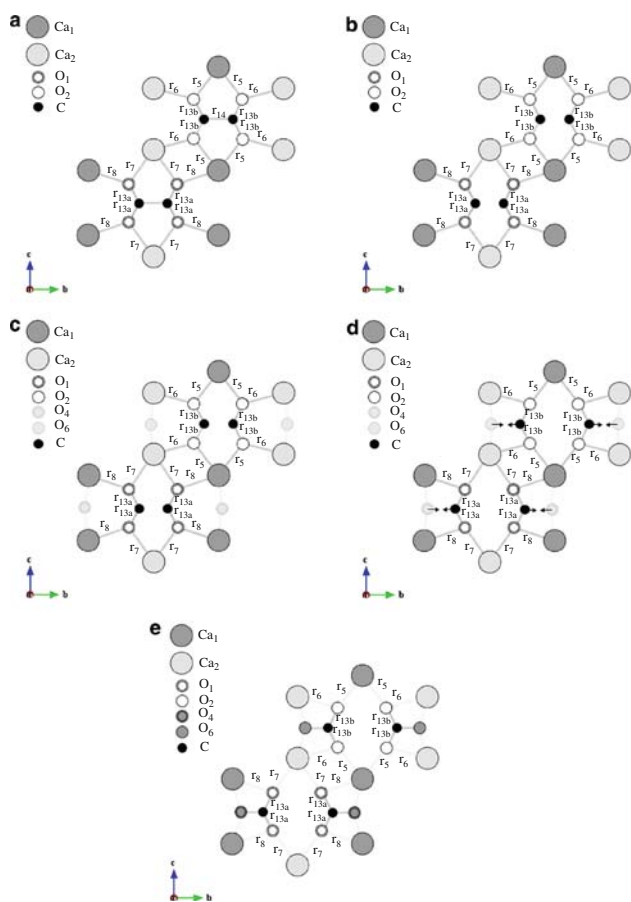 a
Ca1
Ca2
O1
O2
C
r5 r5
r6 r6
r13b r14 r13b
r13b r13b
r6 r6
r5 r5
r7 r7 r8
r8
r13a r13a
r13a r13a
r8 r8
r7 r7
c
b
b
Ca1
Ca2
O1
O2
C
r5 r5
r6 r6
r13b r13b
r13b r13b
r6 r6
r5 r5
r7 r7 r8
r8
r13a r13a
r13a r13a
r8 r8
r7 r7
c
b
c
Ca1
Ca2
O1
O2
O4
O6
C
r5 r5
r6 r6
r13b r13b
r13b r13b
r6 r6
r5 r5
r7 r7 r8
r8
r13a r13a
r13a r13a
r8 r8
r7 r7
c
b
d
Ca1
Ca2
O1
O2
O4
O6
C
r5 r5
r6 r6
r13b r13b
r13b r13b
r6 r6
r5 r5
r7 r7 r8
r8
r13a r13a
r13a r13a
r8 r8
r7 r7
c
b
e
Ca1
Ca2
O1
O2
O4
O6
C
r5 r5
r6 r6
r13b r13b
r13b r13b
r6 r5 r5 r6
r8 r7 r7 r8
r13a r13a
r13a r13a
r8 r8
r7 r7
c
b